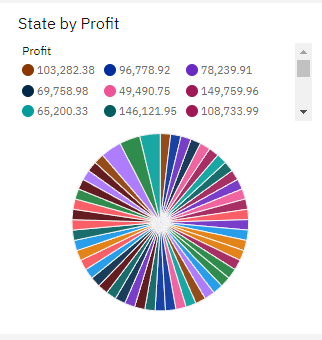 State by Profit
Profit
103,282.38 96,778.92 78,239.91
69,758.98 49,490.75 149,759.96
65,200.33 146,121.95 108,733.99